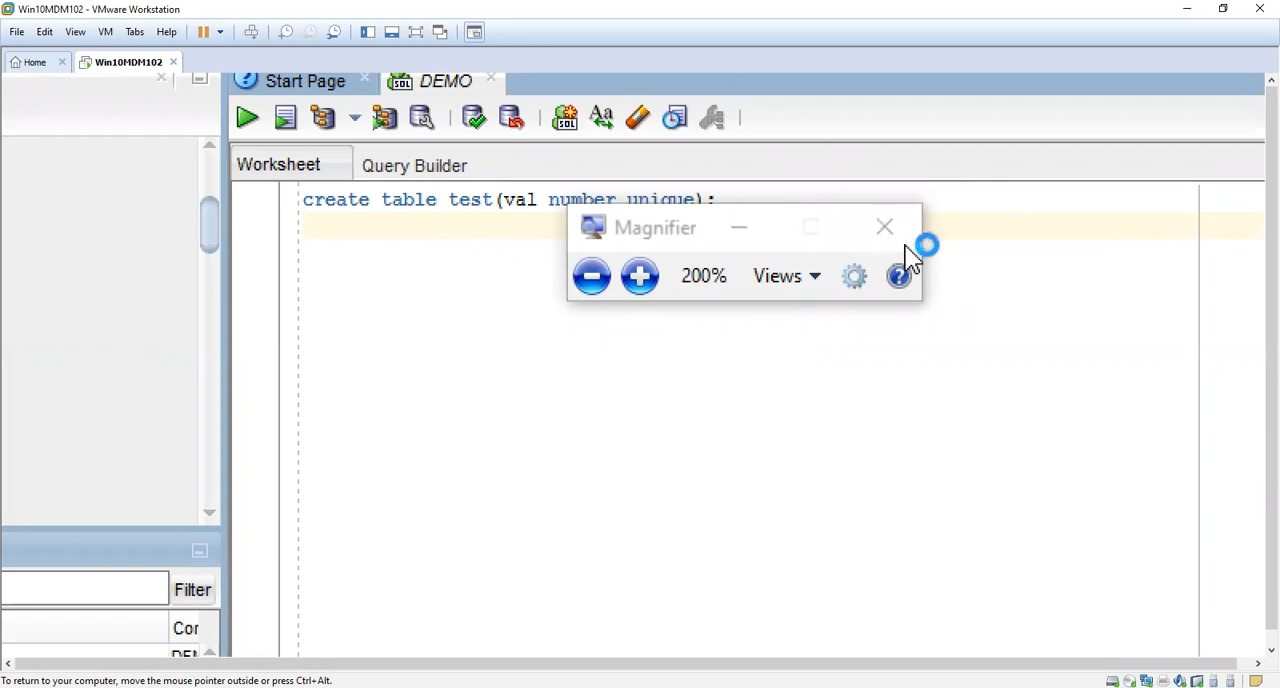 Win10MDM102 - VMware Workstation
File Edit View VM Tabs Help
Home Win10MDM102
Start Page DEMO
Worksheet Query Builder
create table test(val number unique);
Magnifier
200% Views
Filter
Cor
To return to your computer, move the mouse pointer outside or press Ctrl+Alt.